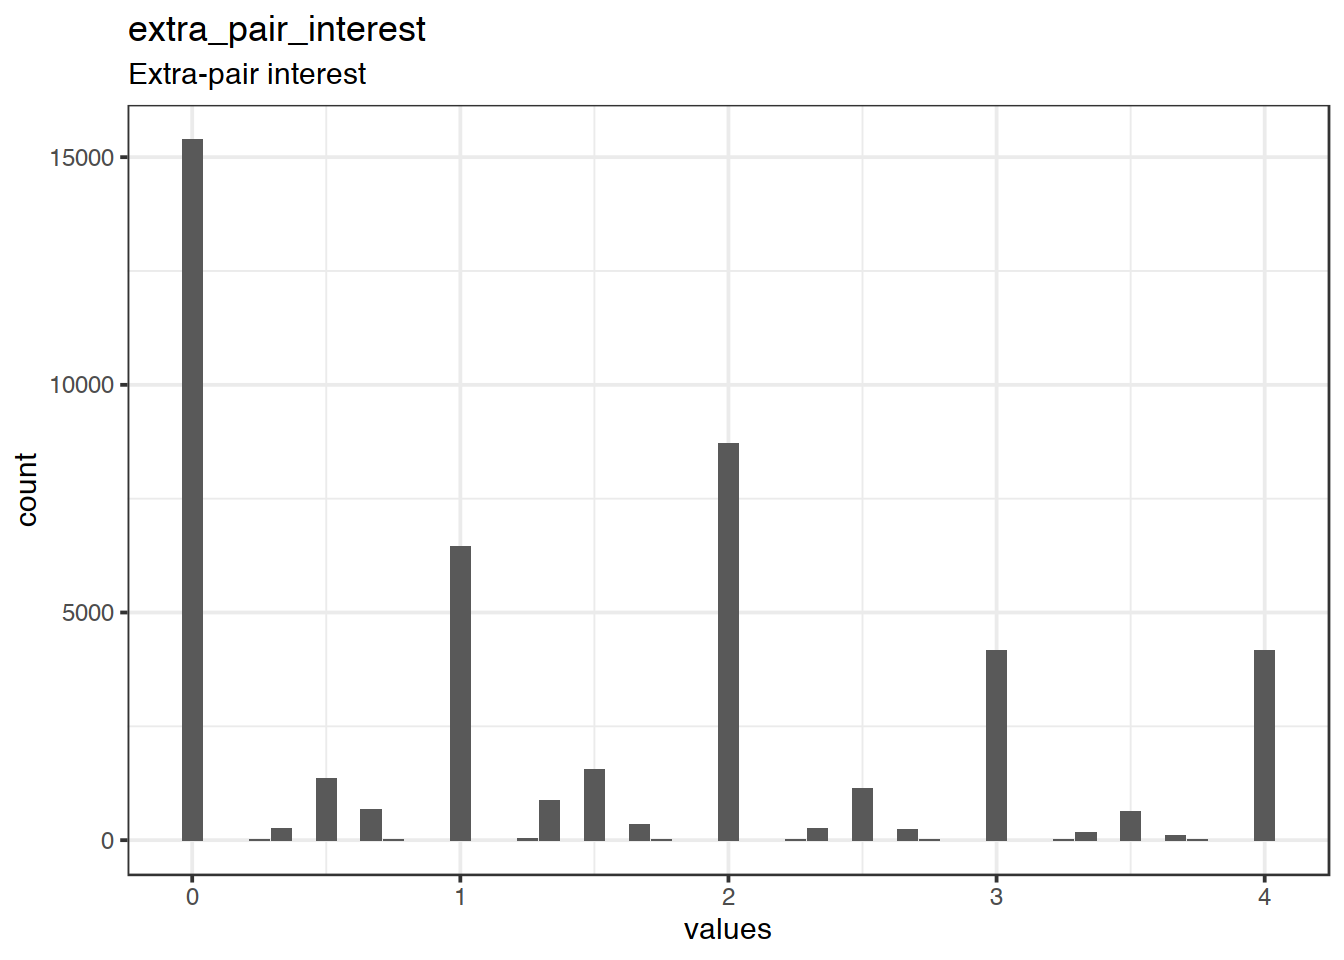 extra_pair_interest
Extra-pair interest
15000
10000
5000
0
count
0 1 2 3 4
values